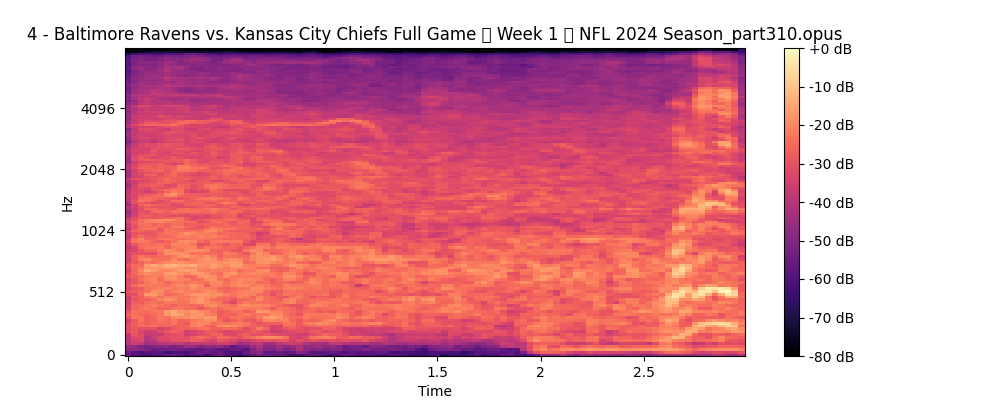 4 - Baltimore Ravens vs. Kansas City Chiefs Full Game ▯ Week 1 ▯ NFL 2024 Season_part310.opus
+0 dB
-10 dB
-20 dB
-30 dB
-40 dB
-50 dB
-60 dB
-70 dB
-80 dB
Hz
4096
2048
1024
512
0
0 0.5 1 1.5 2 2.5
Time